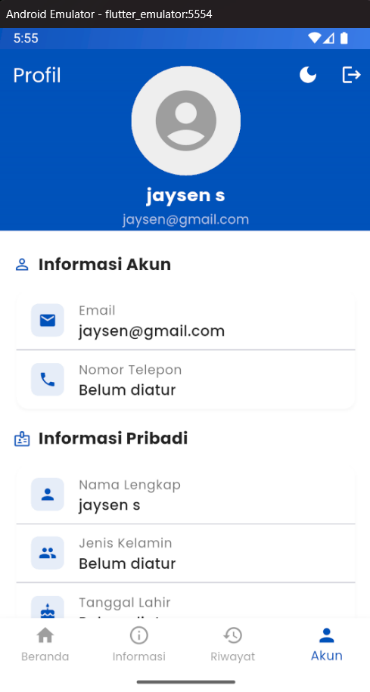 Android Emulator - flutter_emulator:5554
5:55
Profil
jaysen s
jaysen@gmail.com
Informasi Akun
Email
jaysen@gmail.com
Nomor Telepon
Belum diatur
Informasi Pribadi
Nama Lengkap
jaysen s
Jenis Kelamin
Belum diatur
Tanggal Lahir
Beranda
Informasi
Riwayat
Akun